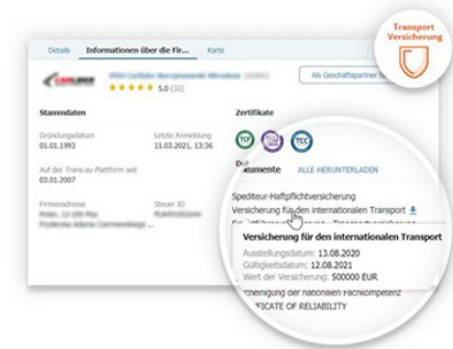 Transport
Versicherung
Details Informationen über die Fir... Karte
Als Geschäftspartner
5,0 (32)
Stammdaten
Zertifikate
Gründungsdatum
01.01.1993
Letzte Anmeldung
11.03.2021, 13:36
TCF
TCC
Auf der Trans.eu Plattform seit
03.01.2007
Dokumente ALLE HERUNTERLADEN
Firmenadresse
Steuer ID
Spediteur-Haftpflichtversicherung
Versicherung für den internationalen Transport
Versicherung für den internationalen Transport
Ausstellungsdatum: 13.08.2020
Gültigkeitsdatum: 12.08.2021
Wert der Versicherung: 500000 EUR
der nationalen Fachkompetenz
OF RELIABILITY